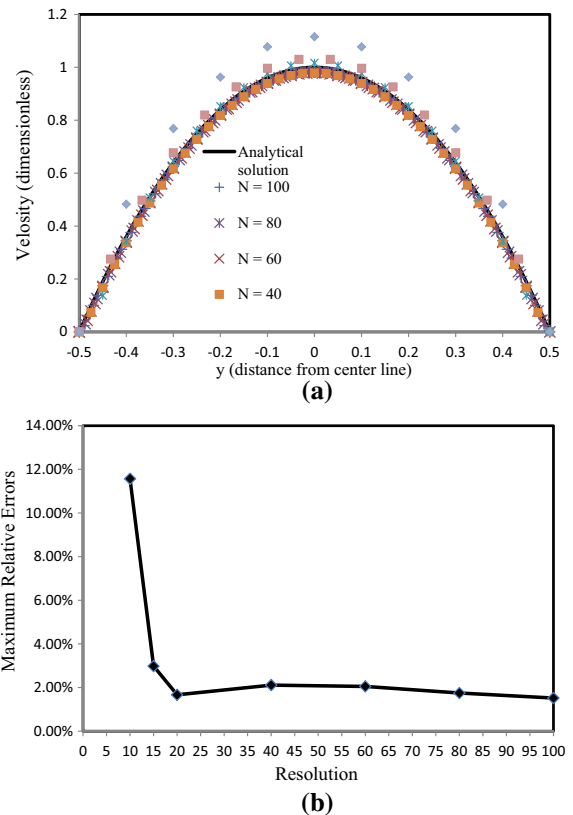 1.2
1
0.8
0.6
0.4
0.2
0
Velosity (dimensionless)
Analytical
solution
N = 100
N = 80
N = 60
N = 40
-0.5 -0.4 -0.3 -0.2 -0.1 0 0.1 0.2 0.3 0.4 0.5
y (distance from center line)
(a)
14.00%
12.00%
10.00%
8.00%
6.00%
4.00%
2.00%
0.00%
Maximum Relative Errors
0 5 10 15 20 25 30 35 40 45 50 55 60 65 70 75 80 85 90 95 100
Resolution
(b)